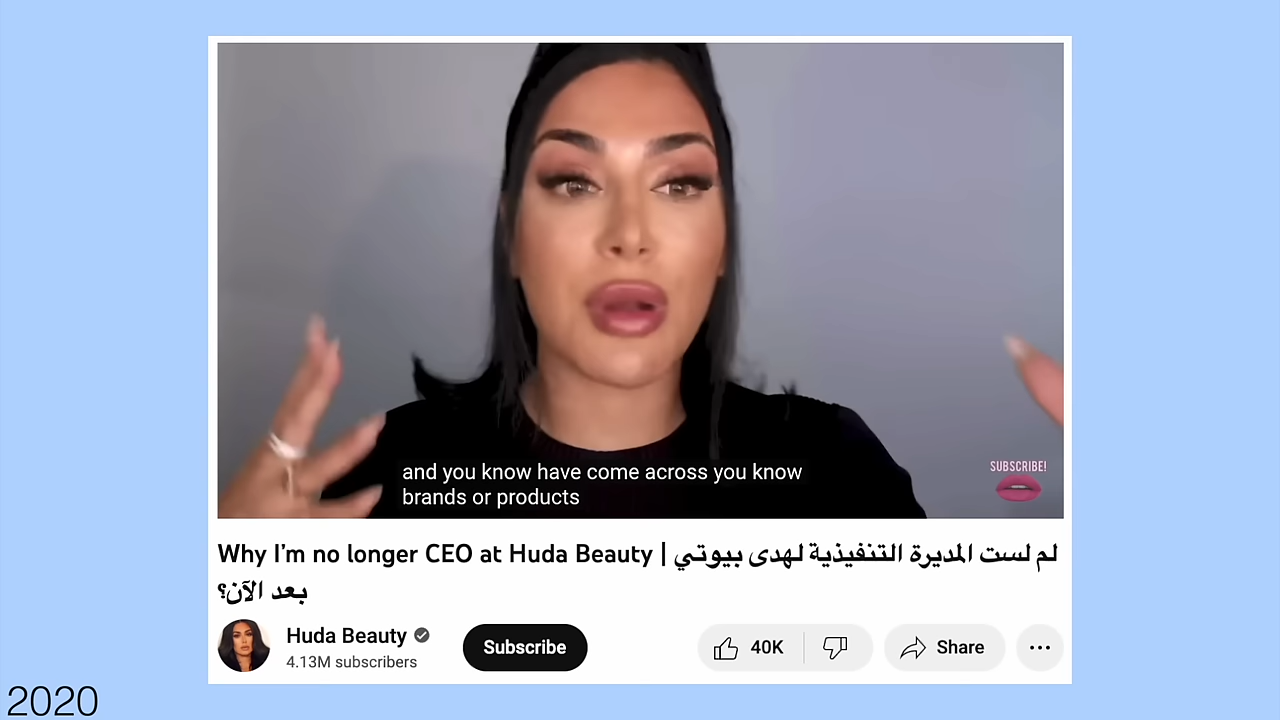 and you know have come across you know
brands or products
SUBSCRIBE!
Why I'm no longer CEO at Huda Beauty | لم لست المديرة التنفيذية لهدى بيوتي
بعد الآن؟
Huda Beauty
4.13M subscribers
Subscribe
40K
Share
2020